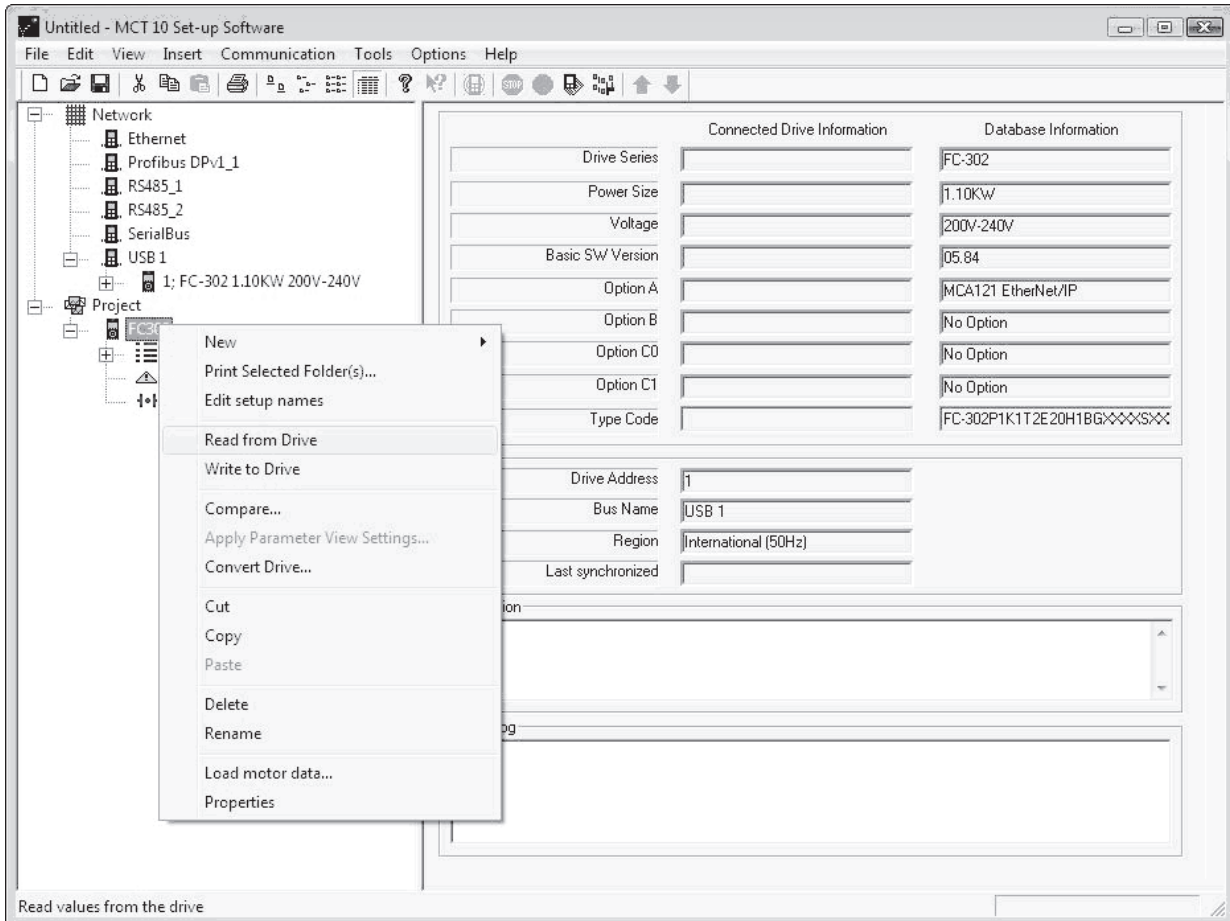 Untitled - MCT 10 Set-up Software
File Edit View Insert Communication Tools Options Help
STOP
Network
Ethernet
Profibus DPv1_1
RS485_1
RS485_2
SerialBus
USB 1
1; FC-302 1.10KW 200V-240V
Project
New
Print Selected Folder(s)...
Edit setup names
Read from Drive
Write to Drive
Compare...
Apply Parameter View Settings...
Convert Drive...
Cut
Copy
Paste
Delete
Rename
Load motor data...
Properties
Connected Drive Information Database Information
Drive Series FC-302
Power Size 1.10KW
Voltage 200V-240V
Basic SW Version 05.84
Option A MCA121 EtherNet/IP
Option B No Option
Option C0 No Option
Option C1 No Option
Type Code FC-302P1K1T2E20H1BGXXXXSXX
Drive Address 1
Bus Name USB 1
Region International (50Hz)
Last synchronized
Read values from the drive